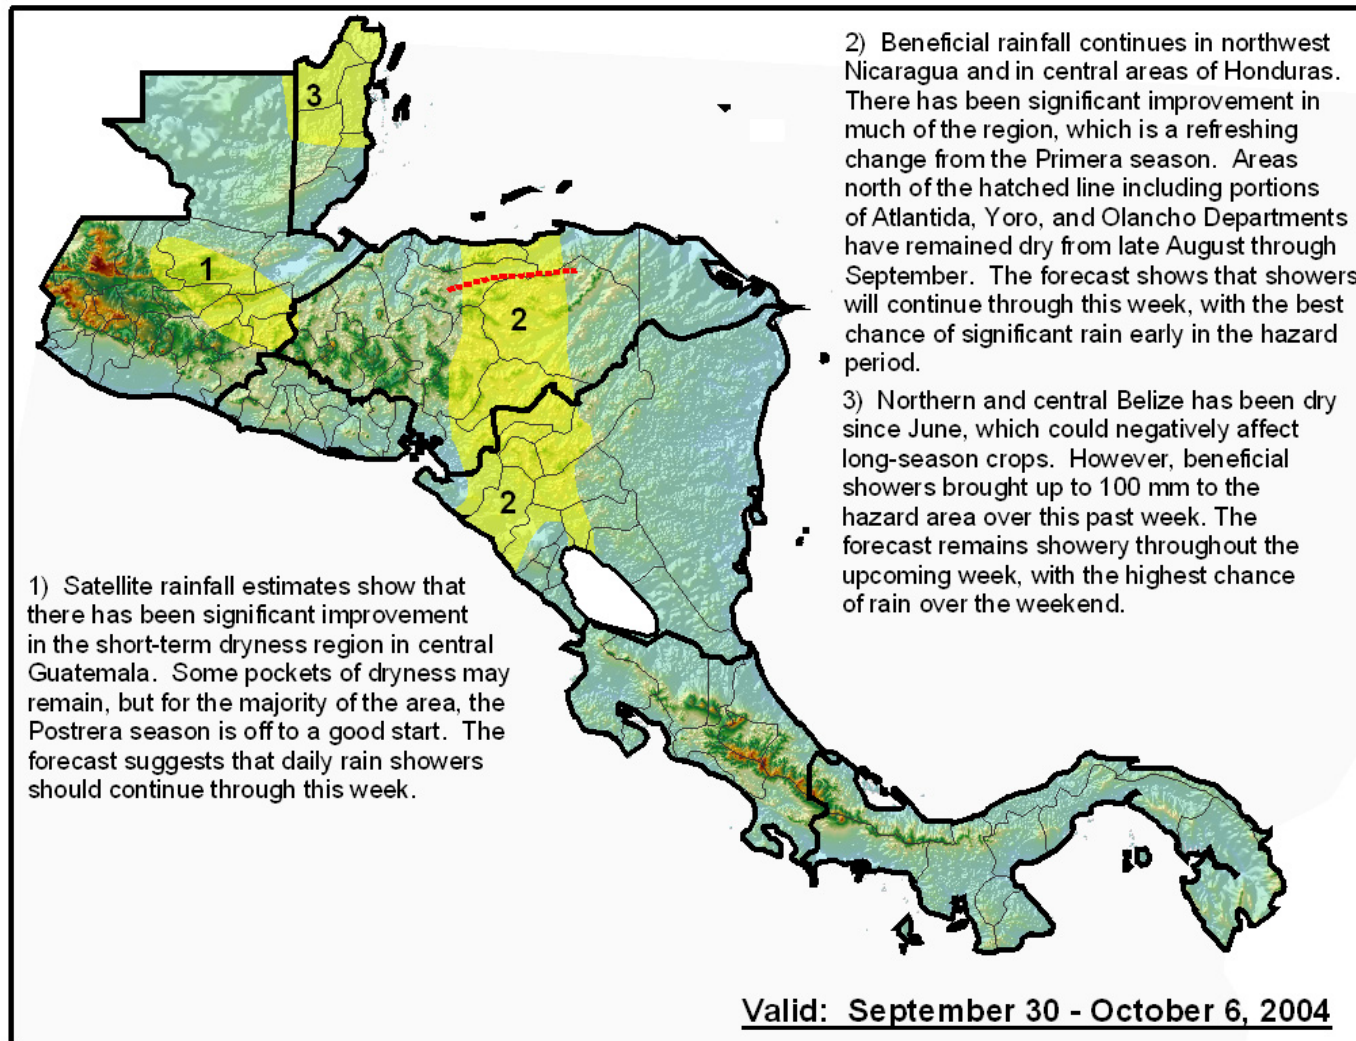 2) Beneficial rainfall continues in northwest
Nicaragua and in central areas of Honduras.
There has been significant improvement in
much of the region, which is a refreshing
change from the Primera season. Areas
north of the hatched line including portions
of Atlantida, Yoro, and Olancho Departments
have remained dry from late August through
September. The forecast shows that showers
will continue through this week, with the best
chance of significant rain early in the hazard
period.
3) Northern and central Belize has been dry
since June, which could negatively affect
long-season crops. However, beneficial
showers brought up to 100 mm to the
hazard area over this past week. The
forecast remains showery throughout the
upcoming week, with the highest chance
of rain over the weekend.
3
1
2
2
1) Satellite rainfall estimates show that
there has been significant improvement
in the short-term dryness region in central
Guatemala. Some pockets of dryness may
remain, but for the majority of the area, the
Postrera season is off to a good start. The
forecast suggests that daily rain showers
should continue through this week.
Valid: September 30 - October 6, 2004